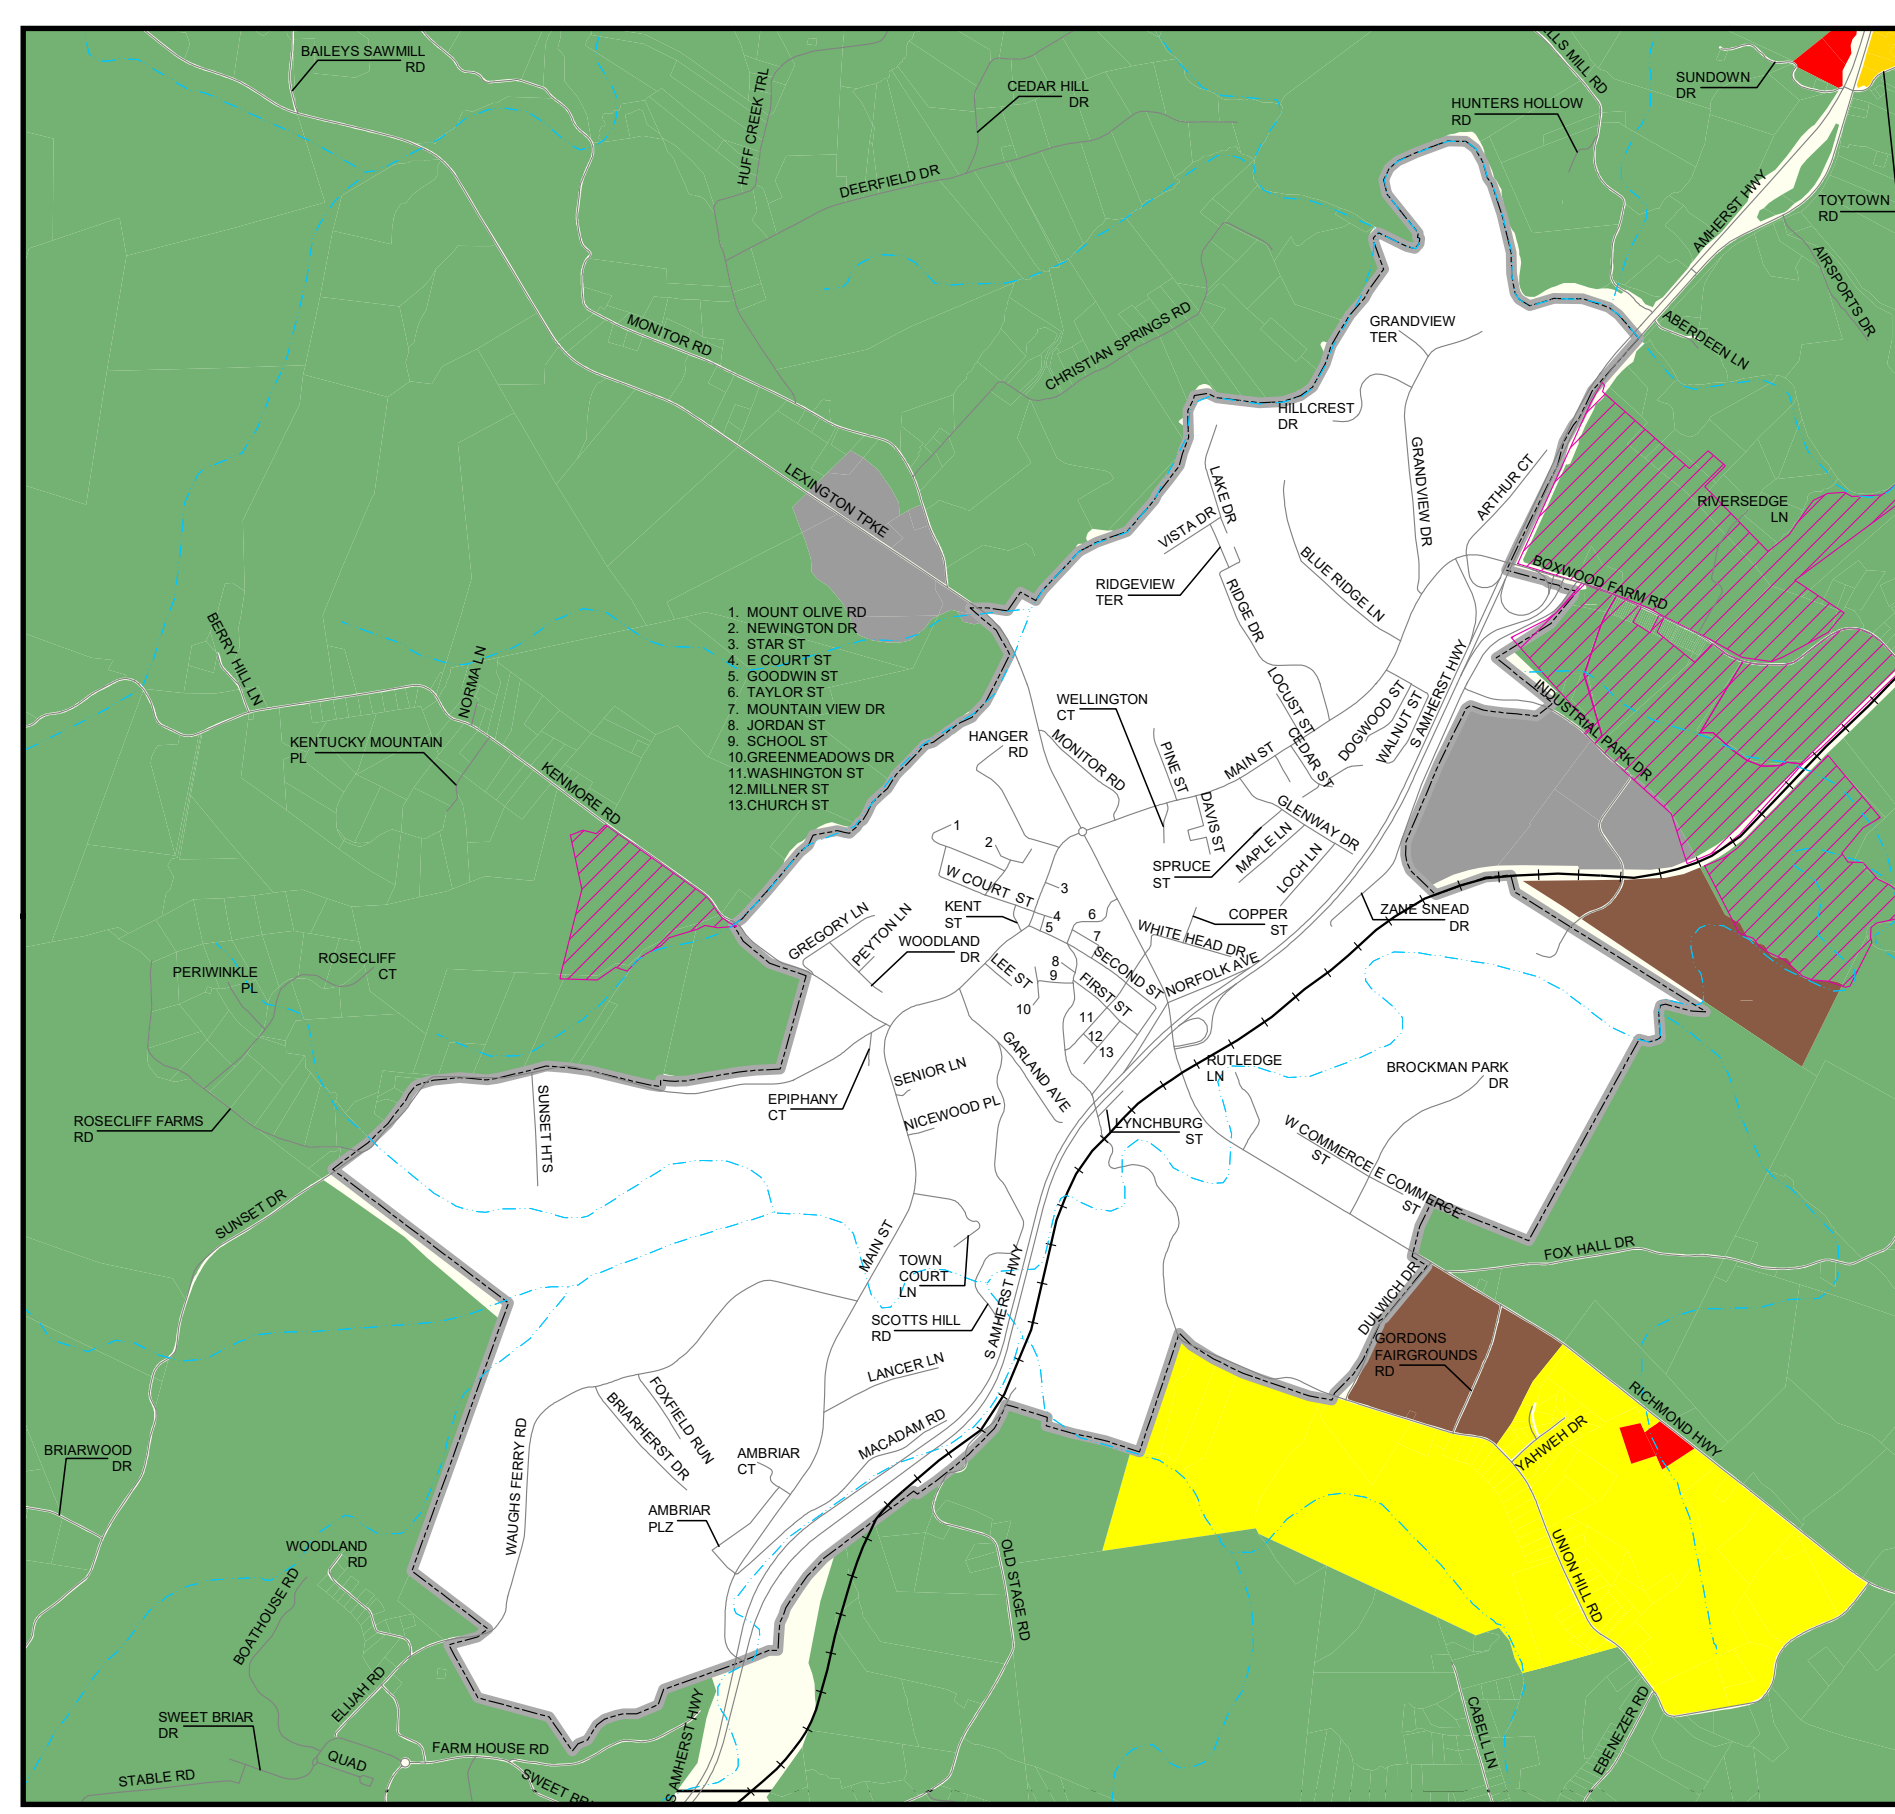 BAILEYS SAWMILL
RD
HUFF CREEK TRL
CEDAR HILL
DR
DEERFIELD DR
HUNTERS HOLLOW
RD
SUNDOWN
DR
TOYTOWN
RD
AMHERST HWY
AIRSPORTS DR
ABERDEEN LN
MONITOR RD
CHRISTIAN SPRINGS RD
GRANDVIEW
TER
HILLCREST
DR
GRANDVIEW DR
ARTHUR CT
LEXINGTON TPKE
LAKE DR
VISTA DR
RIDGEVIEW
TER
RIDGE DR
BLUE RIDGE LN
RIVERSEDGE
LN
BOXWOOD FARM RD
1. MOUNT OLIVE RD
2. NEWINGTON DR
3. STAR ST
4. E COURT ST
5. GOODWIN ST
6. TAYLOR ST
7. MOUNTAIN VIEW DR
8. JORDAN ST
9. SCHOOL ST
10.GREENMEADOWS DR
11.WASHINGTON ST
12.MILLNER ST
13.CHURCH ST
BERRY HILL LN
NORMA LN
KENTUCKY MOUNTAIN
PL
KENMORE RD
WELLINGTON
CT
HANGER
RD
MONITOR RD
PINE ST
MAIN ST
LOCUST ST
CEDAR ST
DOGWOOD ST
WALNUT ST
S AMHERST HWY
INDUSTRIAL PARK DR
DAVIS ST
GLENWAY DR
SPRUCE
ST
MAPLE LN
LOCH LN
1
2
3
W COURT ST
KENT
ST
4
5
6
7
COPPER
ST
ZANE SNEAD
DR
GREGORY LN
PEYTON LN
WOODLAND
DR
WHITE HEAD DR
SECOND ST
NORFOLK AVE
LEE ST
8
9
10
FIRST ST
11
12
13
PERIWINKLE
PL
ROSECLIFF
CT
ROSECLIFF FARMS
RD
GARLAND AVE
SENIOR LN
NICEWOOD PL
EPIPHANY
CT
SUNSET HTS
RUTLEDGE
LN
LYNCHBURG
ST
BROCKMAN PARK
DR
W COMMERCE
ST
E COMMERCE
ST
SUNSET DR
MAIN ST
TOWN
COURT
LN
SCOTTS HILL
RD
S AMHERST HWY
FOX HALL DR
DULWICH DR
GORDONS
FAIRGROUNDS
RD
RICHMOND HWY
YAHWEH DR
UNION HILL RD
LANCER LN
MACADAM RD
FOXFIELD RUN
BRIARHERST DR
WAUGHS FERRY RD
AMBRIAR
CT
AMBRIAR
PLZ
BRIARWOOD
DR
WOODLAND
RD
BOATHOUSE RD
ELIJAH RD
OLD STAGE RD
SWEET BRIAR
DR
STABLE RD
QUAD
FARM HOUSE RD
S AMHERST HWY
CABELL LN
EBENEZER RD